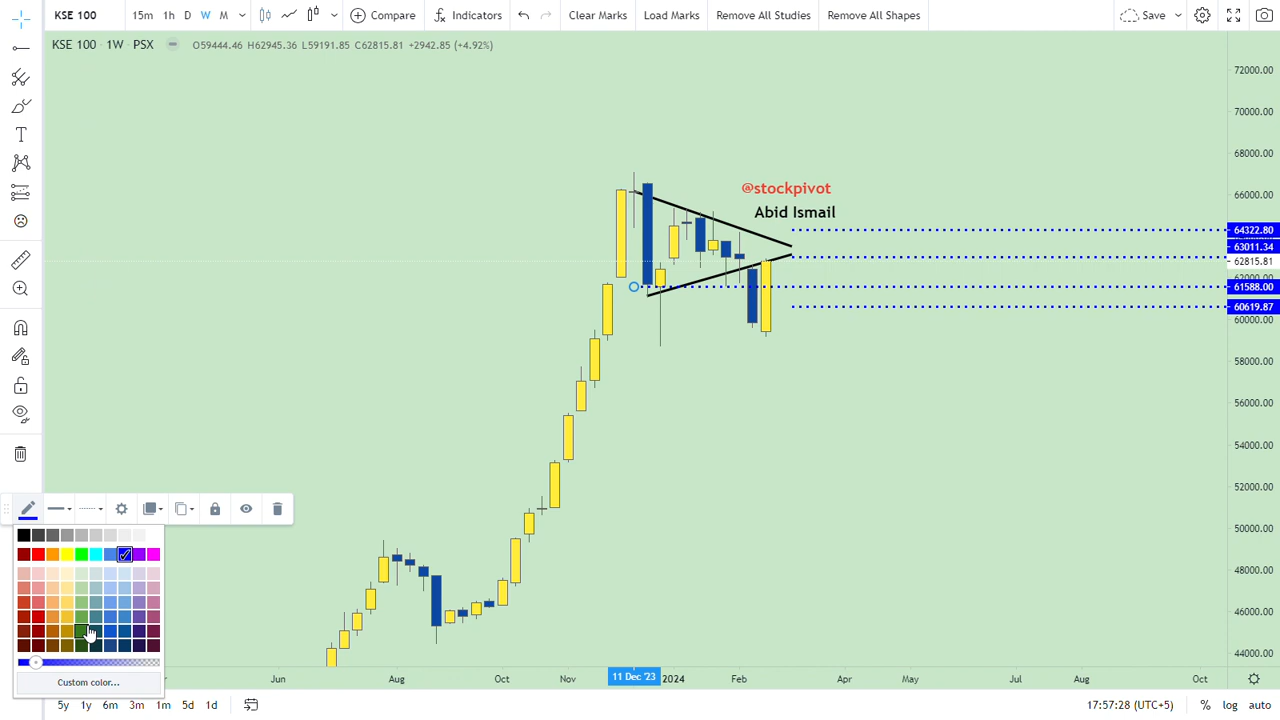 KSE 100 15m 1h D W M Compare Indicators Clear Marks Load Marks Remove All Studies Remove All Shapes Save
KSE 100 · 1W · PSX O59444.46 H62945.36 L59191.85 C62815.81 +2942.85 (+4.92%)
72000.00
70000.00
68000.00
@stockpivot
66000.00
Abid Ismail
64322.80
63011.34
62815.81
62000.00
61588.00
60619.87
60000.00
58000.00
56000.00
54000.00
52000.00
50000.00
48000.00
46000.00
44000.00
Jun Aug Oct Nov 11 Dec '23 2024 Feb Apr May Jul Aug Oct
Custom color...
5y 1y 6m 3m 1m 5d 1d 17:57:28 (UTC+5) % log auto